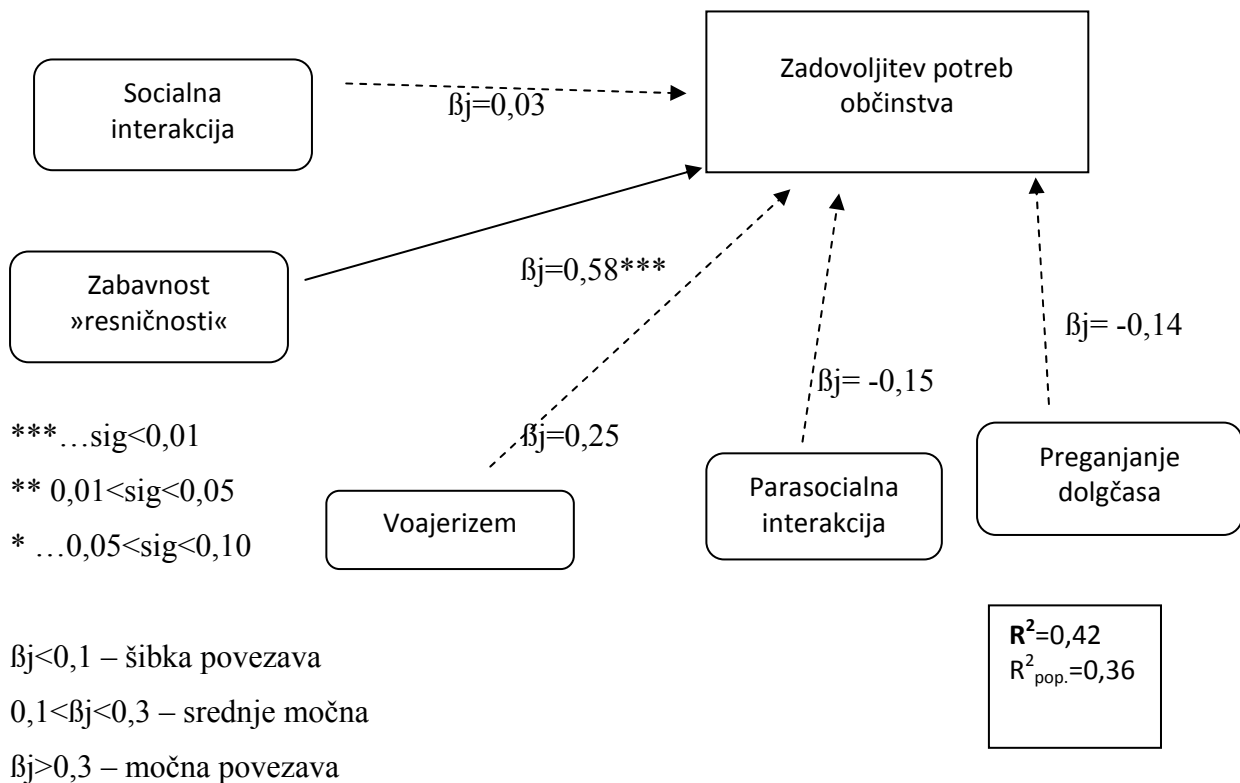 Socialna
interakcija
ßj=0,03
Zadovoljitev potreb
občinstva
Zabavnost
»resničnosti«
ßj=0,58***
ßj= -0,14
ßj= -0,15
ßj=0,25
***…sig<0,01
** 0,01<sig<0,05
* …0,05<sig<0,10
Voajerizem
Parasocialna
interakcija
Preganjanje
dolgčasa
ßj<0,1 – šibka povezava
0,1<ßj<0,3 – srednje močna
ßj>0,3 – močna povezava
R²=0,42
R²pop.=0,36